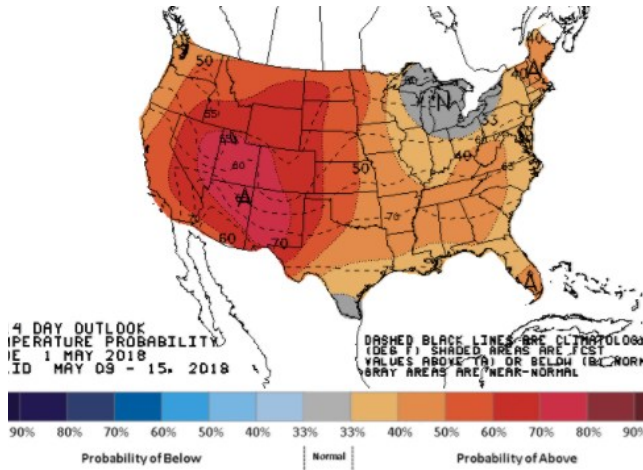 50
40
A
40
N
33
55
55
60
50
40
A
60
70
70
A
4 DAY OUTLOOK
PERATURE PROBABILITY
E 1 MAY 2018
ID MAY 09 - 15, 2018
DASHED BLACK LINES ARE CLIMATOLOG
(DEG F) SHADED AREAS ARE FCST
VALUES ABOVE (A) OR BELOW (B) NORM
GRAY AREAS ARE NEAR-NORMAL
90% 80% 70% 60% 50% 40% 33% 33% 40% 50% 60% 70% 80% 90%
Probability of Below Normal Probability of Above